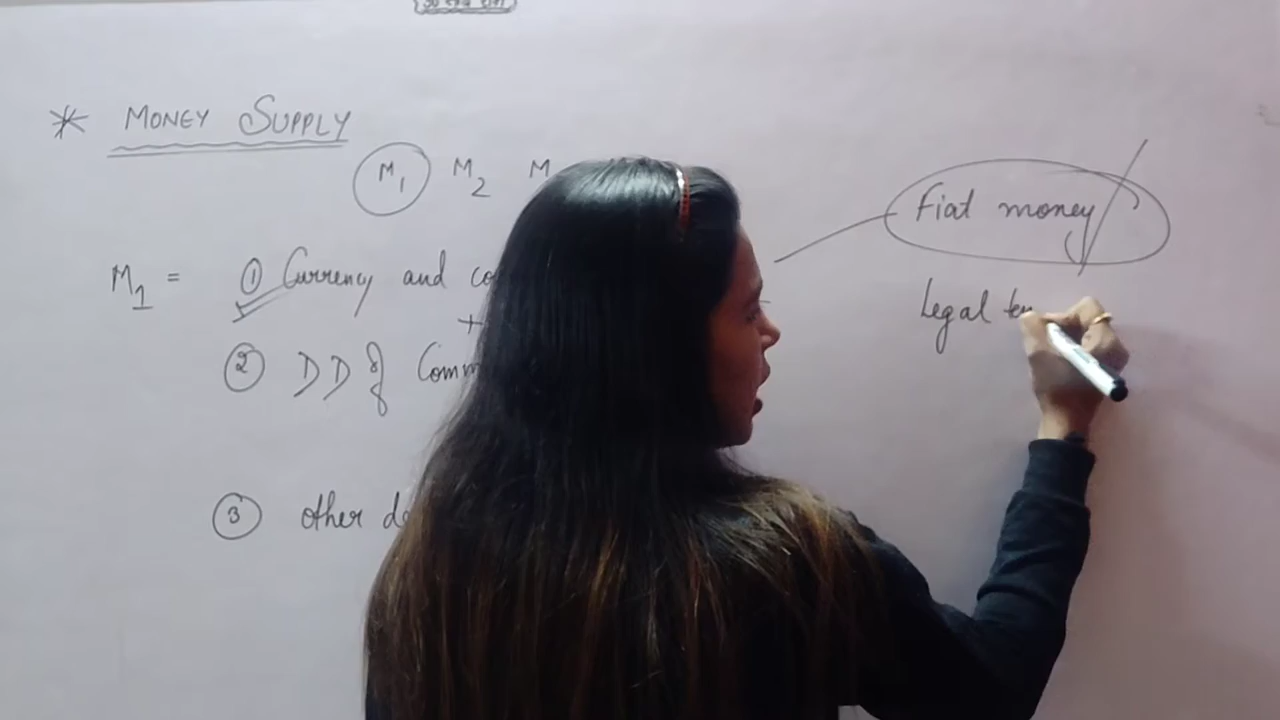 * MONEY SUPPLY
M1 M2 M
Fiat money
M1 = ① Currency and co
Legal te
+
② DD of Comm
③ other de